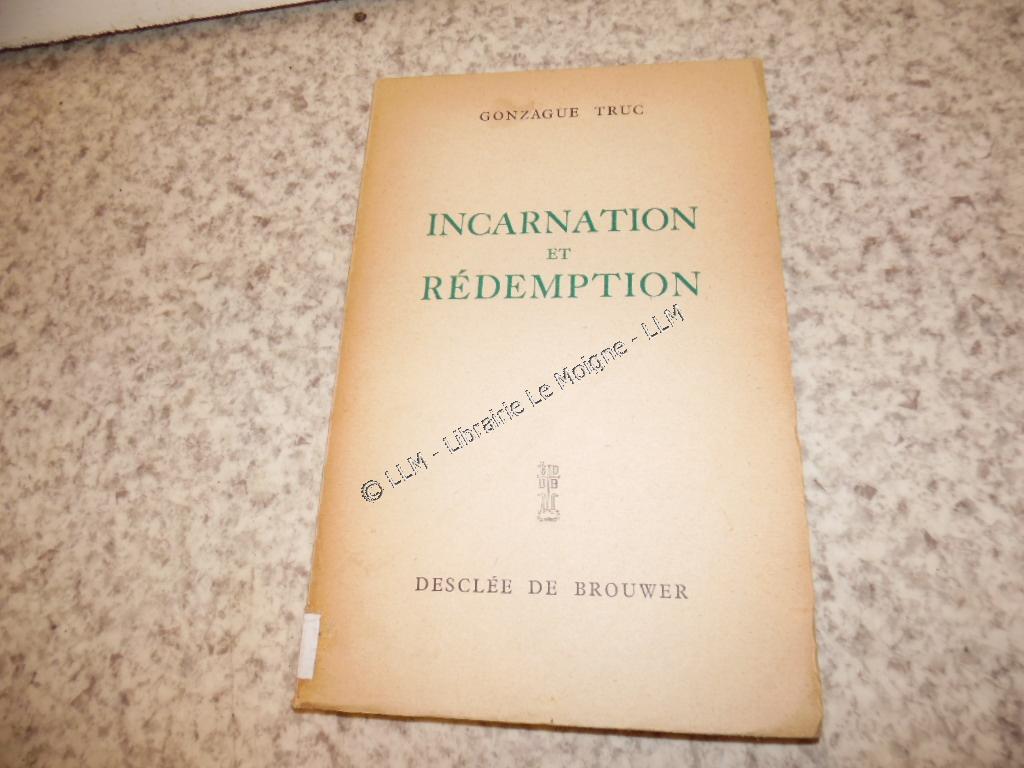 GONZAGUE TRUC
INCARNATION
ET
RÉDEMPTION
© LLM - Librairie Le Moigne - LLM
DESCLÉE DE BROUWER